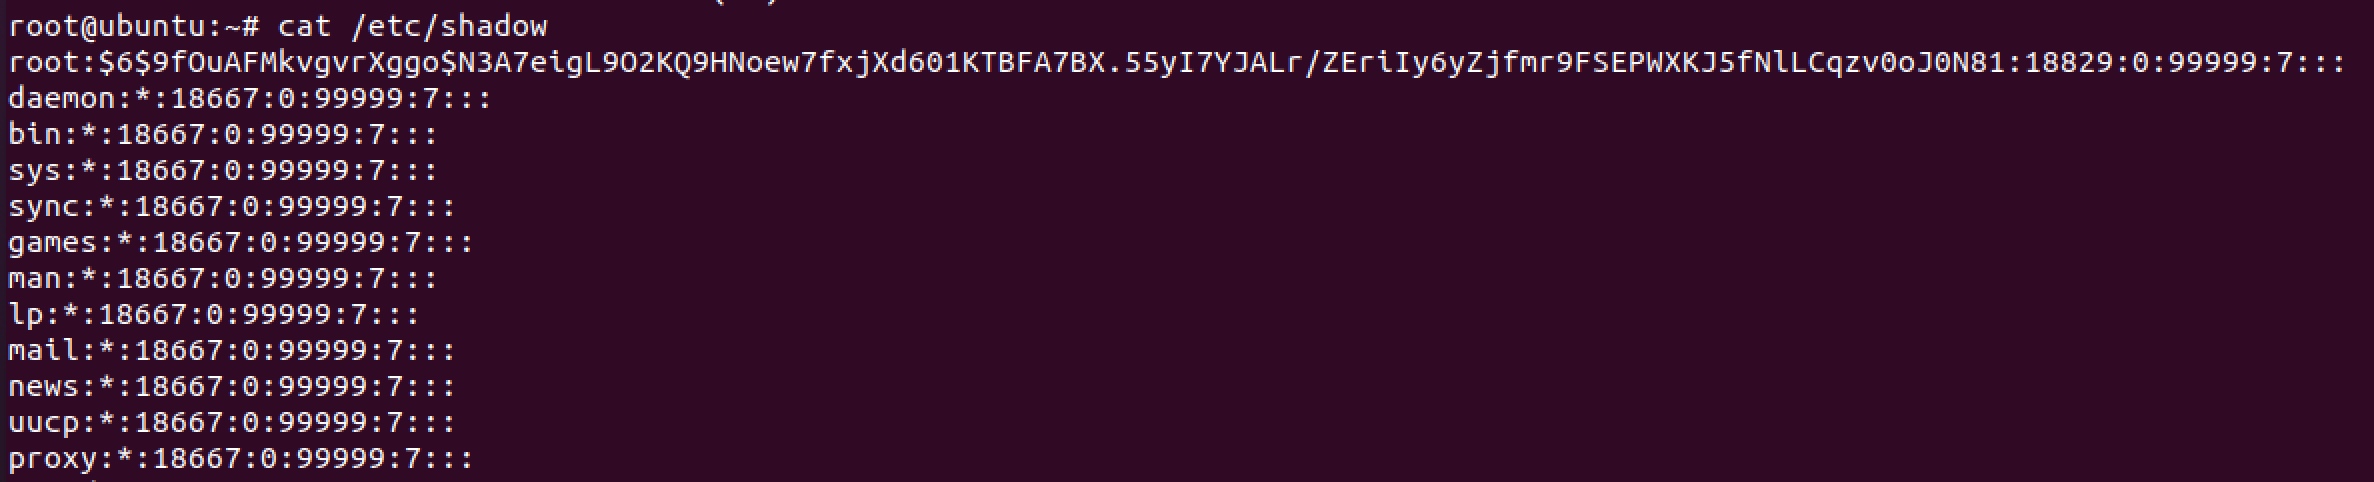 root@ubuntu:~# cat /etc/shadow
root:$6$9fOuAFMkvgvrXggo$N3A7eigL9O2KQ9HNoew7fxjXd601KTBFA7BX.55yI7YJALr/ZEriIy6yZjfmr9FSEPWXKJ5fNlLCqzv0oJ0N81:18829:0:99999:7:::
daemon:*:18667:0:99999:7:::
bin:*:18667:0:99999:7:::
sys:*:18667:0:99999:7:::
sync:*:18667:0:99999:7:::
games:*:18667:0:99999:7:::
man:*:18667:0:99999:7:::
lp:*:18667:0:99999:7:::
mail:*:18667:0:99999:7:::
news:*:18667:0:99999:7:::
uucp:*:18667:0:99999:7:::
proxy:*:18667:0:99999:7:::